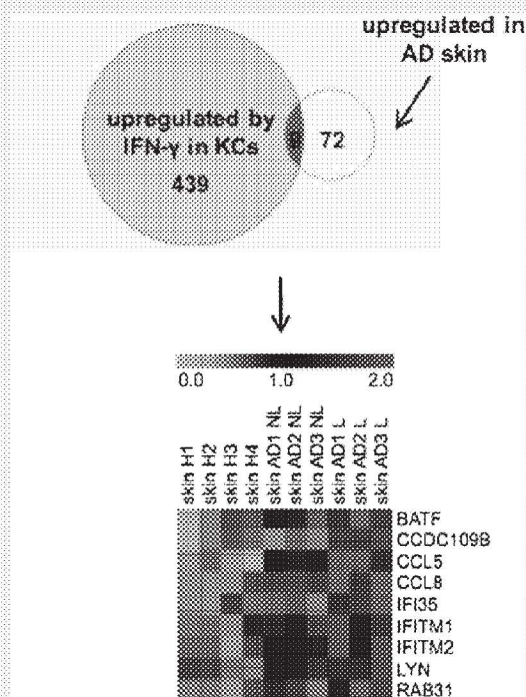 upregulated in
AD skin
upregulated by
IFN-γ in KCs
72
439
0.0 1.0 2.0
skin H1
skin H2
skin H3
skin H4
skin AD1 NL
skin AD2 NL
skin AD3 NL
skin AD1 L
skin AD2 L
skin AD3 L
BATF
CCDC109B
CCL5
CCL8
IFI35
IFITM1
IFITM2
LYN
RAB31